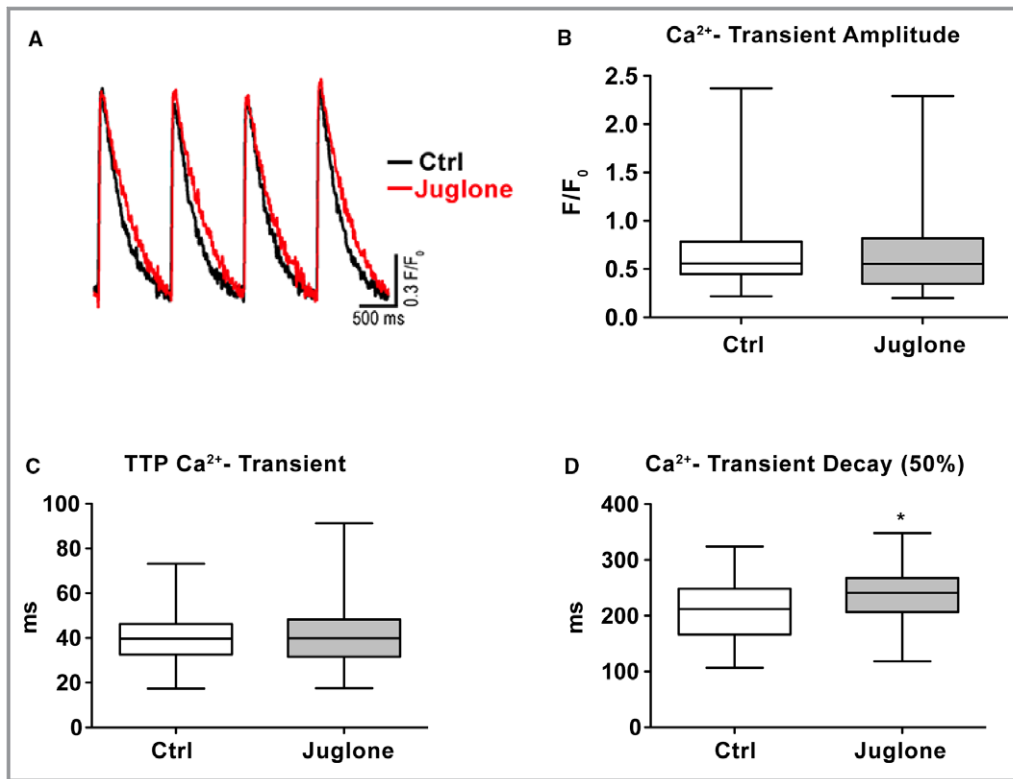 A
Ctrl
Juglone
0.3 F/F₀
500 ms
B
Ca²⁺- Transient Amplitude
F/F₀
2.5
2.0
1.5
1.0
0.5
0.0
Ctrl Juglone
C
TTP Ca²⁺- Transient
ms
100
80
60
40
20
0
Ctrl Juglone
D
Ca²⁺- Transient Decay (50%)
ms
400
300
200
100
0
*
Ctrl Juglone